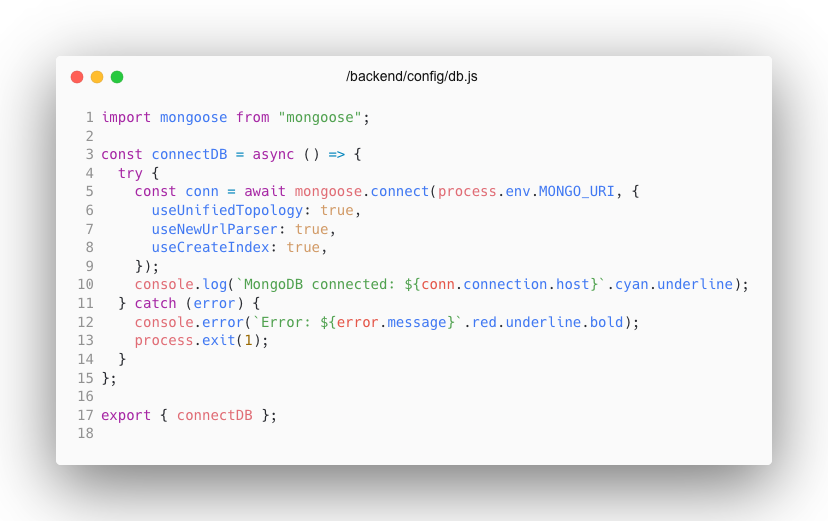 /backend/config/db.js
1 import mongoose from "mongoose";
2
3 const connectDB = async () => {
4   try {
5     const conn = await mongoose.connect(process.env.MONGO_URI, {
6       useUnifiedTopology: true,
7       useNewUrlParser: true,
8       useCreateIndex: true,
9     });
10     console.log(`MongoDB connected: ${conn.connection.host}`.cyan.underline);
11   } catch (error) {
12     console.error(`Error: ${error.message}`.red.underline.bold);
13     process.exit(1);
14   }
15 };
16
17 export { connectDB };
18